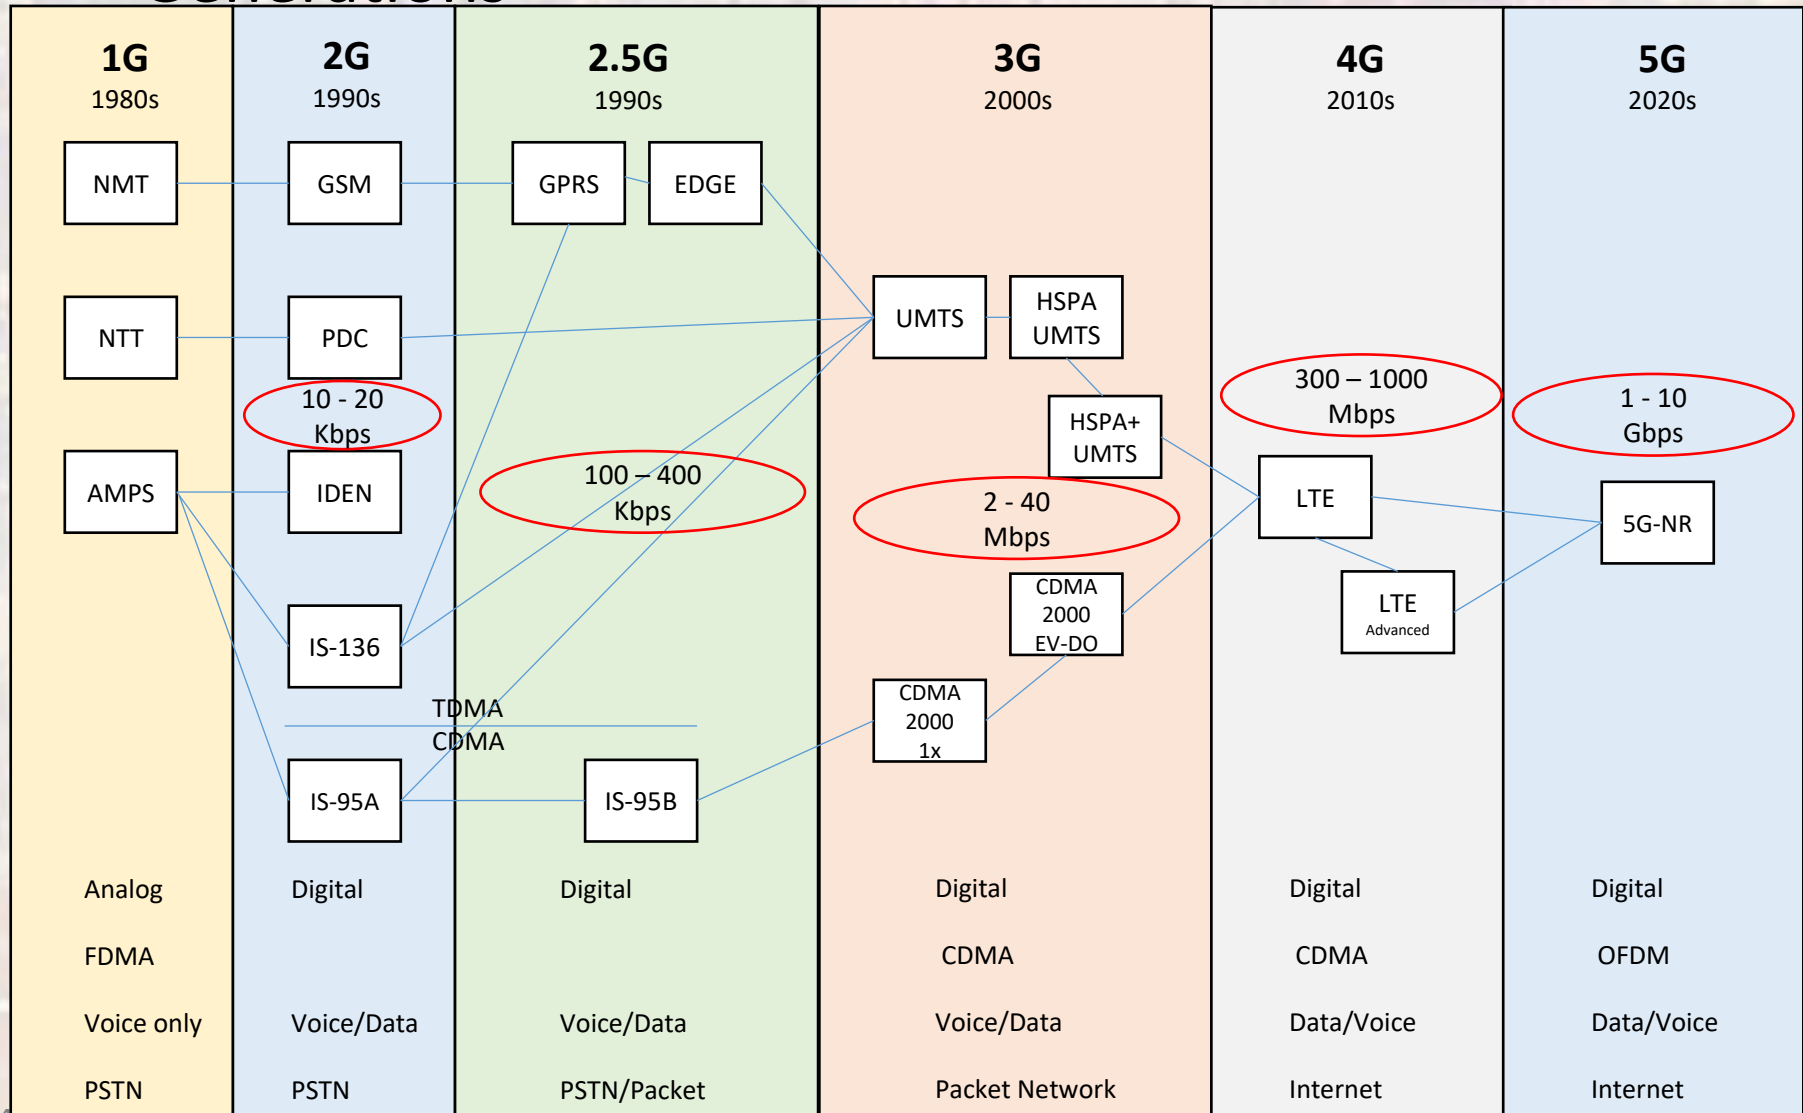 Generations
1G
1980s
2G
1990s
2.5G
1990s
3G
2000s
4G
2010s
5G
2020s
NMT
GSM
GPRS
EDGE
NTT
PDC
UMTS
HSPA
UMTS
10 - 20
Kbps
300 – 1000
Mbps
1 - 10
Gbps
HSPA+
UMTS
AMPS
IDEN
100 – 400
Kbps
2 - 40
Mbps
LTE
5G-NR
IS-136
CDMA
2000
EV-DO
LTE
Advanced
TDMA
CDMA
CDMA
2000
1x
IS-95A
IS-95B
Analog
Digital
Digital
Digital
Digital
Digital
FDMA
CDMA
CDMA
OFDM
Voice only
Voice/Data
Voice/Data
Voice/Data
Data/Voice
Data/Voice
PSTN
PSTN
PSTN/Packet
Packet Network
Internet
Internet